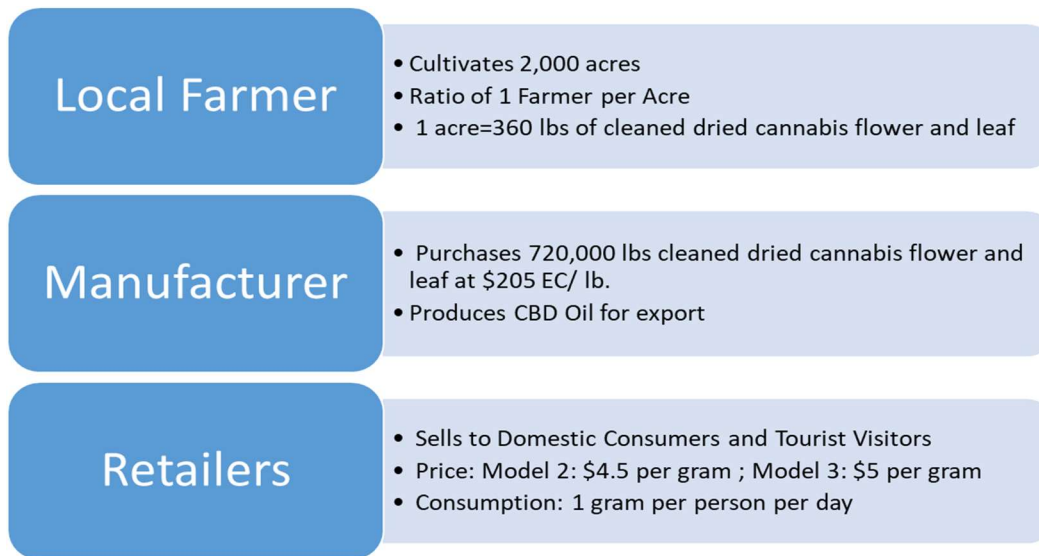 Local Farmer
• Cultivates 2,000 acres
• Ratio of 1 Farmer per Acre
• 1 acre=360 lbs of cleaned dried cannabis flower and leaf
Manufacturer
• Purchases 720,000 lbs cleaned dried cannabis flower and
leaf at $205 EC/ lb.
• Produces CBD Oil for export
Retailers
• Sells to Domestic Consumers and Tourist Visitors
• Price: Model 2: $4.5 per gram ; Model 3: $5 per gram
• Consumption: 1 gram per person per day